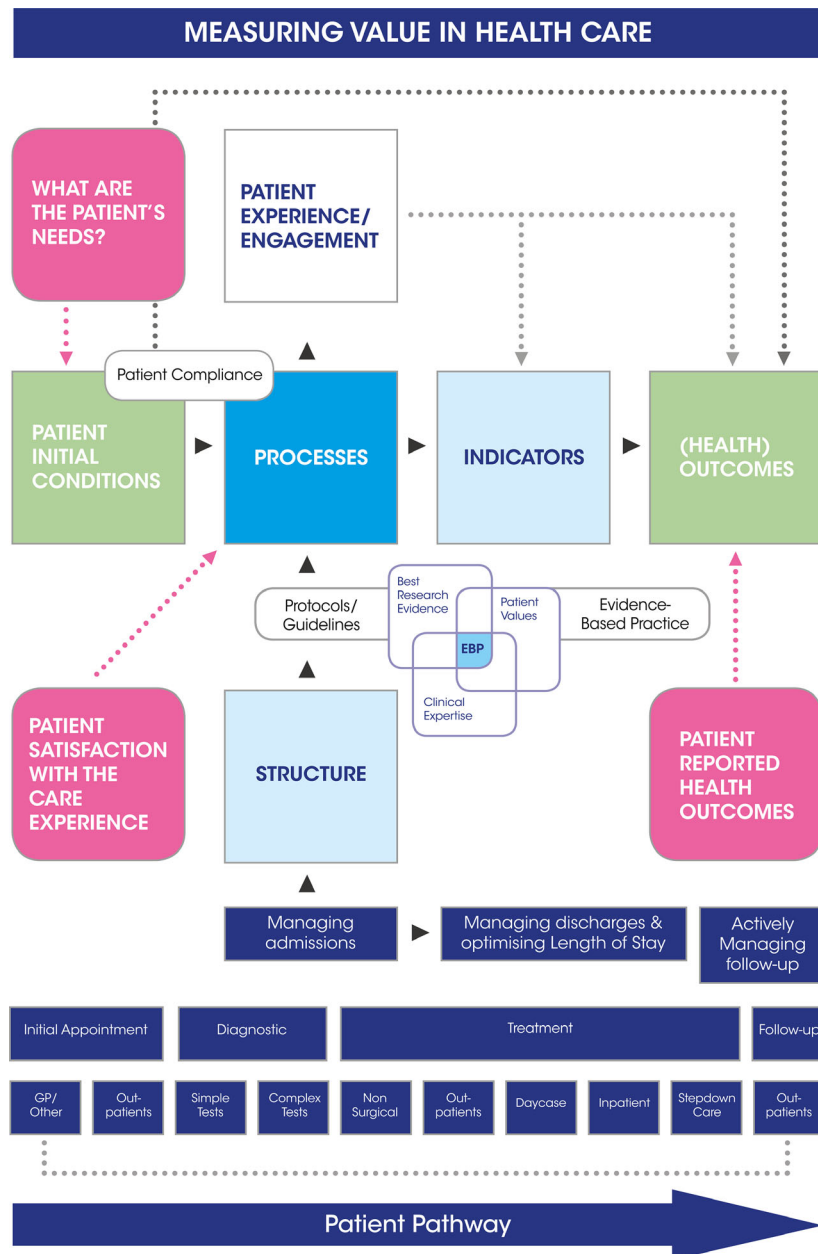 MEASURING VALUE IN HEALTH CARE
WHAT ARE
THE PATIENT'S
NEEDS?
PATIENT
EXPERIENCE/
ENGAGEMENT
Patient Compliance
PATIENT
INITIAL
CONDITIONS
PROCESSES
INDICATORS
(HEALTH)
OUTCOMES
Protocols/
Guidelines
Best
Research
Evidence
Patient
Values
EBP
Clinical
Expertise
Evidence-
Based Practice
PATIENT
SATISFACTION
WITH THE
CARE
EXPERIENCE
STRUCTURE
PATIENT
REPORTED
HEALTH
OUTCOMES
Managing
admissions
Managing discharges &
optimising Length of Stay
Actively
Managing
follow-up
Initial Appointment
Diagnostic
Treatment
Follow-up
GP/
Other
Out-
patients
Simple
Tests
Complex
Tests
Non
Surgical
Out-
patients
Daycase
Inpatient
Stepdown
Care
Out-
patients
Patient Pathway